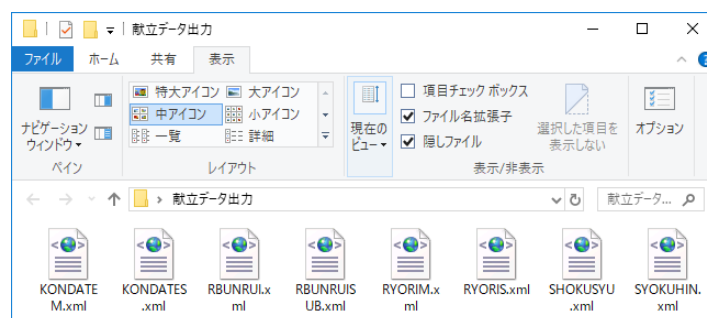 献立データ出力
ファイル ホーム 共有 表示
ナビゲーション
ウィンドウ
ペイン
特大アイコン 大アイコン
中アイコン 小アイコン
一覧 詳細
レイアウト
現在の
ビュー
項目チェック ボックス
ファイル名拡張子
隠しファイル
選択した項目を
表示しない
表示/非表示
オプション
献立データ出力
献立データ...
KONDATE
M.xml
KONDATES
.xml
RBUNRUI.x
ml
RBUNRUIS
UB.xml
RYORIM.x
ml
RYORIS.xml
SHOKUSYU
.xml
SYOKUHIN.
xml